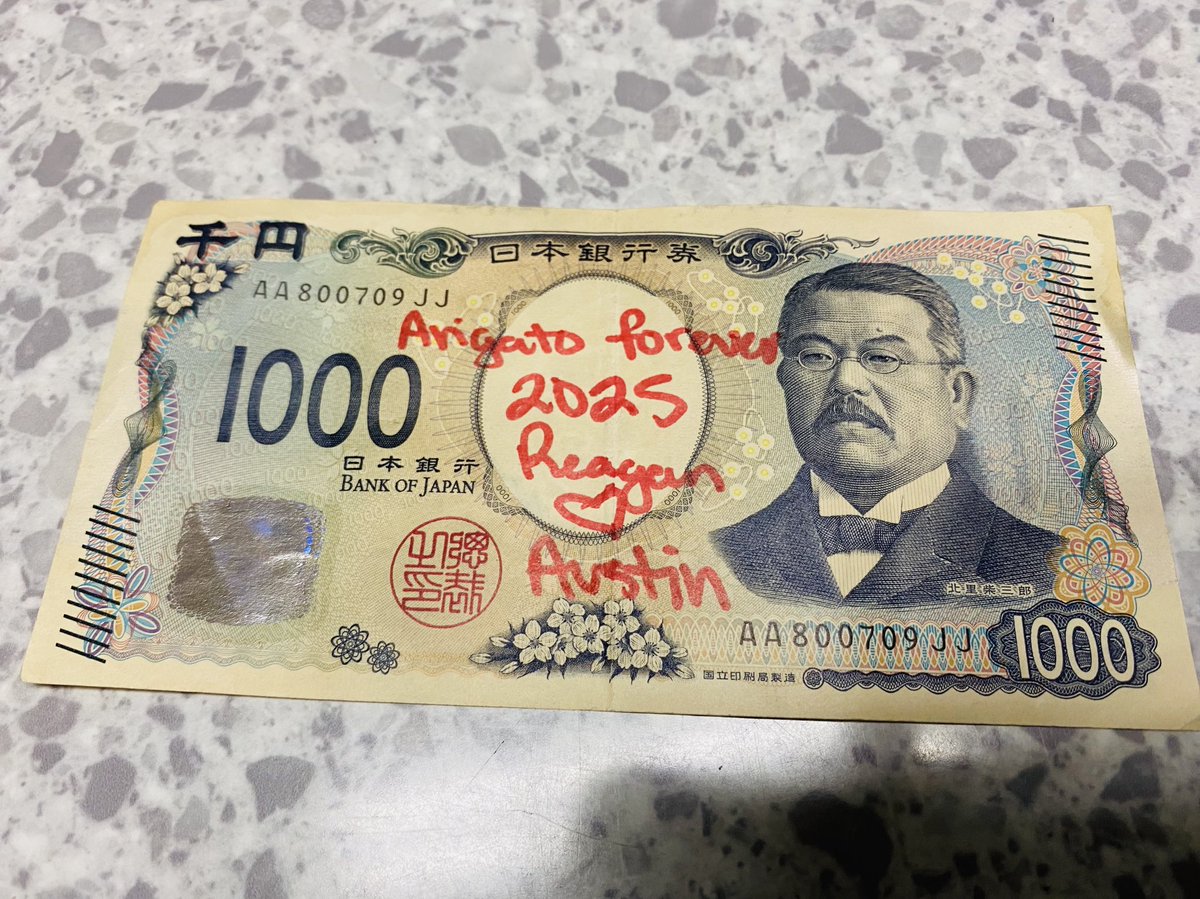 千円
日本銀行券
AA800709JJ
Arigato forever
1000
2025
日本銀行
BANK OF JAPAN
Reagan
Austin
北里柴三郎
AA800709JJ
1000
国立印刷局製造